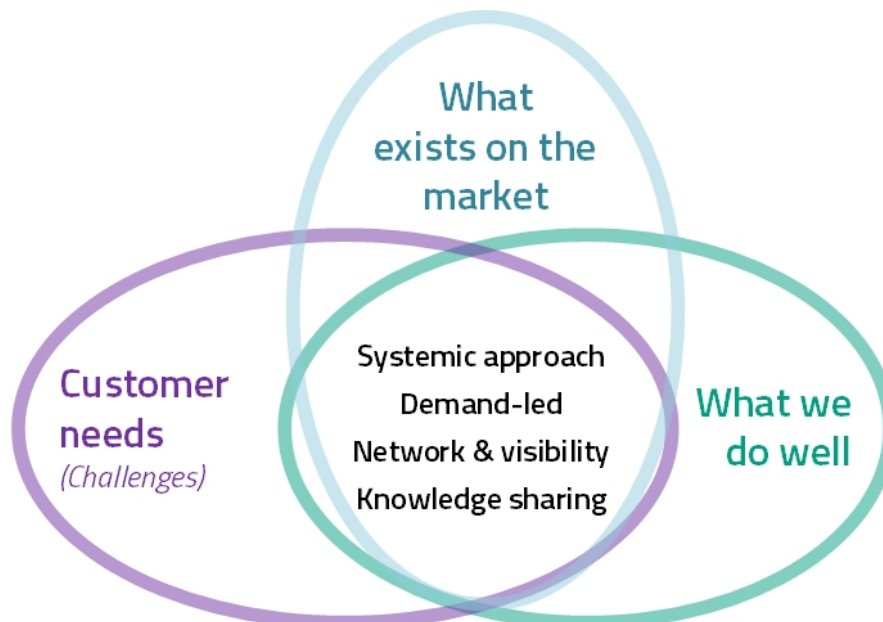 What
exists on the
market
Customer
needs
(Challenges)
Systemic approach
Demand-led
Network & visibility
Knowledge sharing
What we
do well